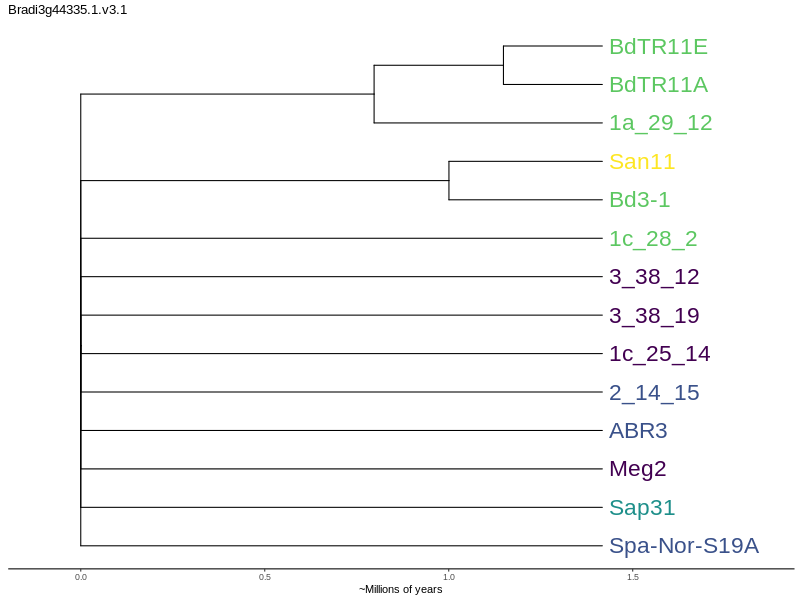 Bradi3g44335.1.v3.1
BdTR11E
BdTR11A
1a_29_12
San11
Bd3-1
1c_28_2
3_38_12
3_38_19
1c_25_14
2_14_15
ABR3
Meg2
Sap31
Spa-Nor-S19A
0.0 0.5 1.0 1.5
~Millions of years